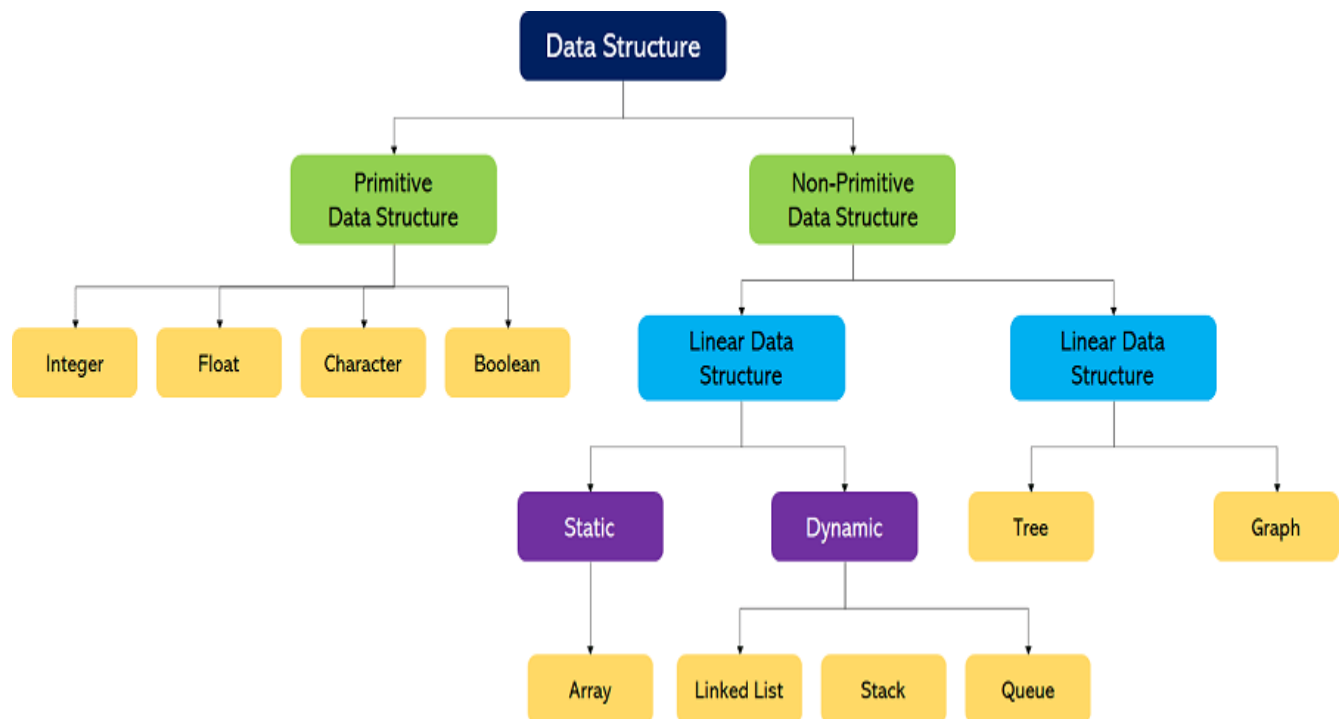 Data Structure
Primitive
Data Structure
Non-Primitive
Data Structure
Integer
Float
Character
Boolean
Linear Data
Structure
Linear Data
Structure
Static
Dynamic
Tree
Graph
Array
Linked List
Stack
Queue